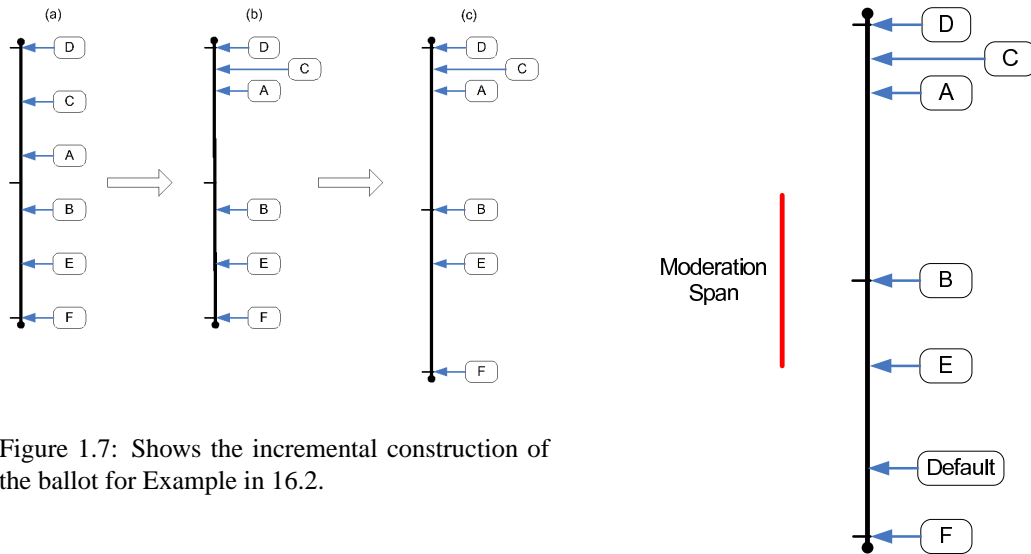 (a)
D
C
A
B
E
F
(b)
D
C
A
B
E
F
(c)
D
C
A
B
E
F
Figure 1.7: Shows the incremental construction of
the ballot for Example in 16.2.
Moderation
Span
D
C
A
B
E
Default
F